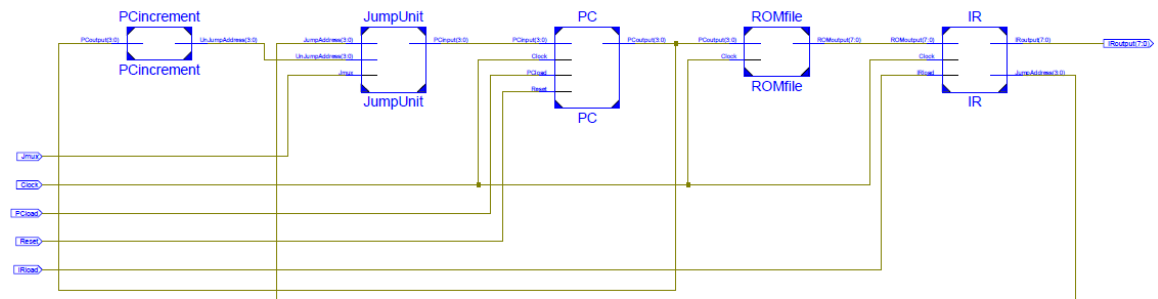 PCincrement
JumpUnit
PC
ROMfile
IR
PCoutput(3:0)
UnJumpAddress(3:0)
JumpAddress(3:0)
PCinput(3:0)
PCinput(3:0)
PCoutput(3:0)
PCoutput(3:0)
ROMoutput(7:0)
ROMoutput(7:0)
IRoutput(7:0)
IRoutput(7:0)
UnJumpAddress(3:0)
Clock
Clock
Clock
Jmux
PCload
IRload
JumpAddress(3:0)
Reset
PCincrement
JumpUnit
PC
ROMfile
IR
Jmux
Clock
PCload
Reset
IRload